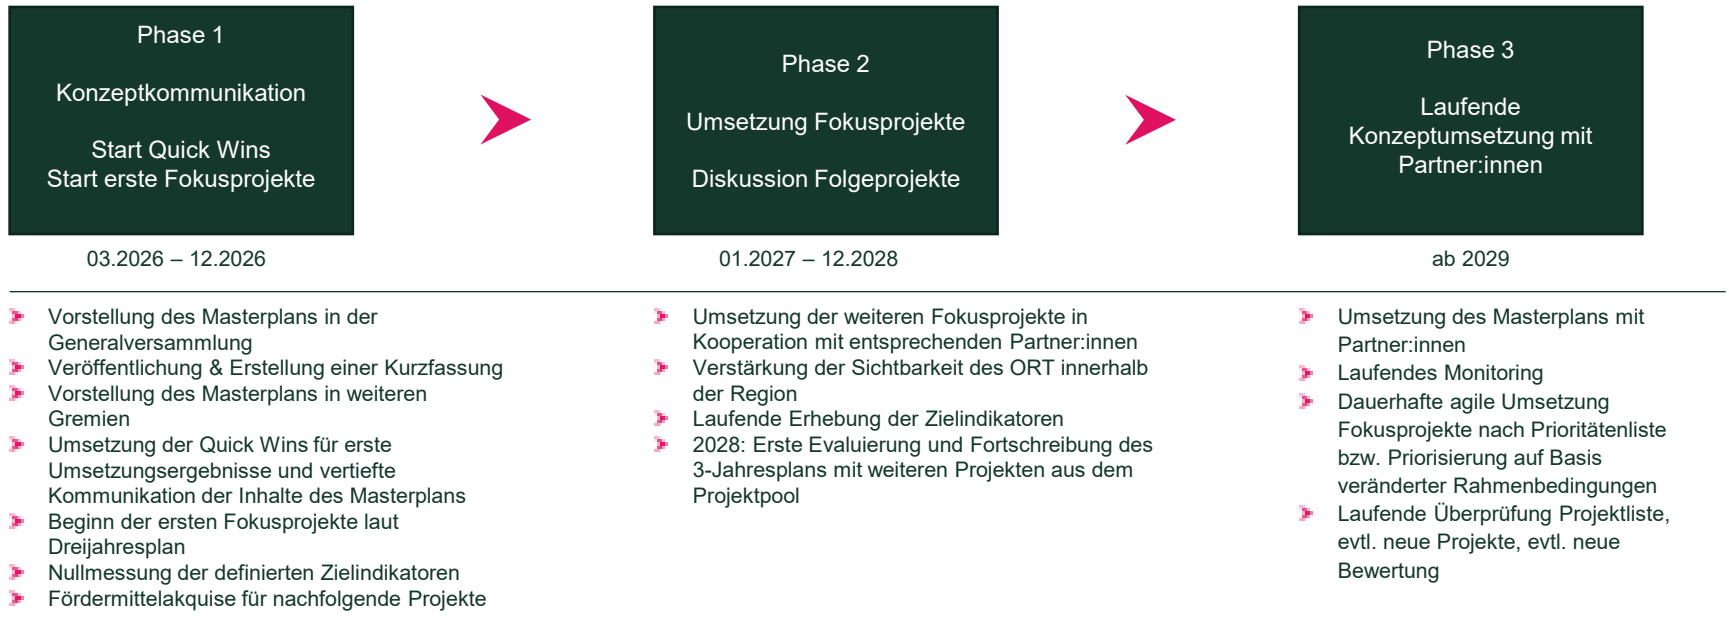 Phase 1
Konzeptkommunikation
Start Quick Wins
Start erste Fokusprojekte
03.2026 – 12.2026
Vorstellung des Masterplans in der
Generalversammlung
Veröffentlichung & Erstellung einer Kurzfassung
Vorstellung des Masterplans in weiteren
Gremien
Umsetzung der Quick Wins für erste
Umsetzungsergebnisse und vertiefte
Kommunikation der Inhalte des Masterplans
Beginn der ersten Fokusprojekte laut
Dreijahresplan
Nullmessung der definierten Zielindikatoren
Fördermittelakquise für nachfolgende Projekte
Phase 2
Umsetzung Fokusprojekte
Diskussion Folgeprojekte
01.2027 – 12.2028
Umsetzung der weiteren Fokusprojekte in
Kooperation mit entsprechenden Partner:innen
Verstärkung der Sichtbarkeit des ORT innerhalb
der Region
Laufende Erhebung der Zielindikatoren
2028: Erste Evaluierung und Fortschreibung des
3-Jahresplans mit weiteren Projekten aus dem
Projektpool
Phase 3
Laufende
Konzeptumsetzung mit
Partner:innen
ab 2029
Umsetzung des Masterplans mit
Partner:innen
Laufendes Monitoring
Dauerhafte agile Umsetzung
Fokusprojekte nach Prioritätenliste
bzw. Priorisierung auf Basis
veränderter Rahmenbedingungen
Laufende Überprüfung Projektliste,
evtl. neue Projekte, evtl. neue
Bewertung